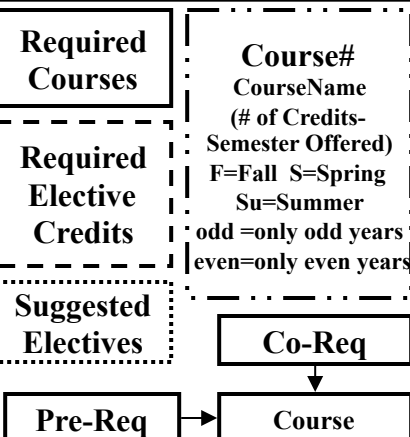 Required
Courses
Required
Elective
Credits
Suggested
Electives
Course#
CourseName
(# of Credits-
Semester Offered)
F=Fall S=Spring
Su=Summer
odd =only odd years
even=only even years
Co-Req
Pre-Req
Course